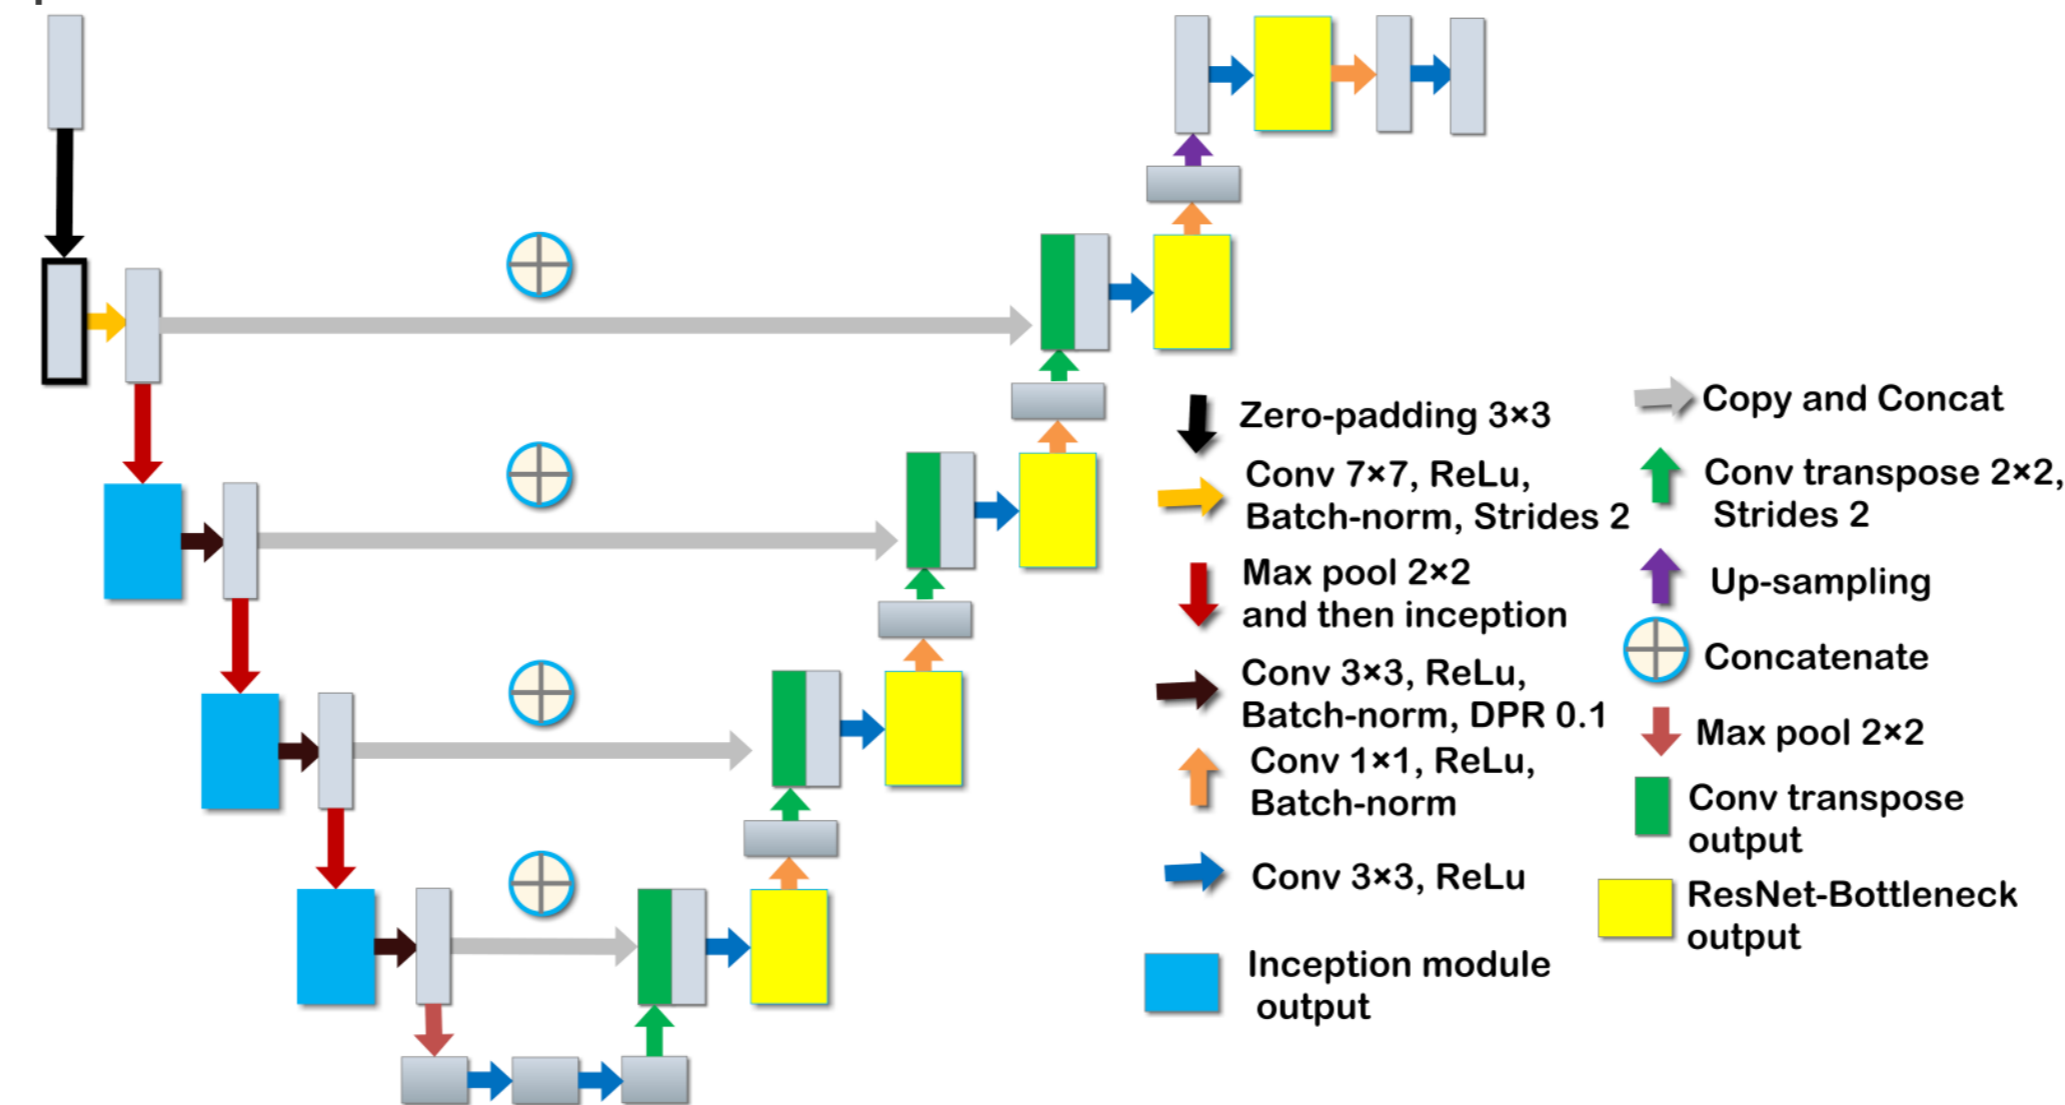 Zero-padding 3×3
Conv 7×7, ReLu,
Batch-norm, Strides 2
Max pool 2×2
and then inception
Conv 3×3, ReLu,
Batch-norm, DPR 0.1
Conv 1×1, ReLu,
Batch-norm
Conv 3×3, ReLu
Inception module
output
Copy and Concat
Conv transpose 2×2,
Strides 2
Up-sampling
Concatenate
Max pool 2×2
Conv transpose
output
ResNet-Bottleneck
output